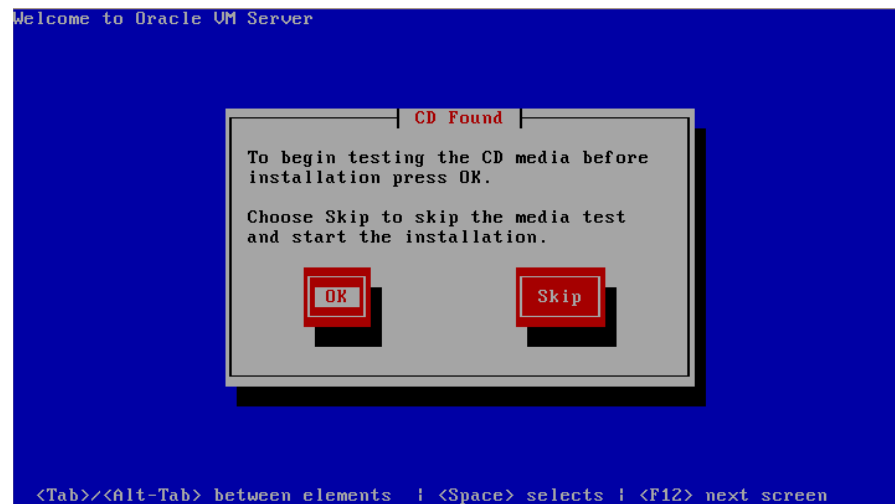 Welcome to Oracle VM Server
CD Found
To begin testing the CD media before
installation press OK.
Choose Skip to skip the media test
and start the installation.
OK Skip
<Tab>/<Alt-Tab> between elements | <Space> selects | <F12> next screen